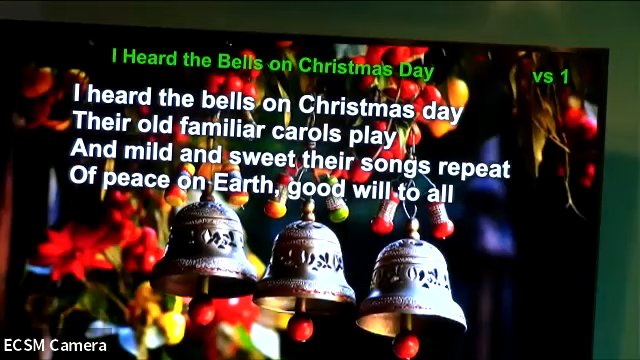 I Heard the Bells on Christmas Day vs 1
I heard the bells on Christmas day
Their old familiar carols play
And mild and sweet their songs repeat
Of peace on Earth, good will to all
ECSM Camera